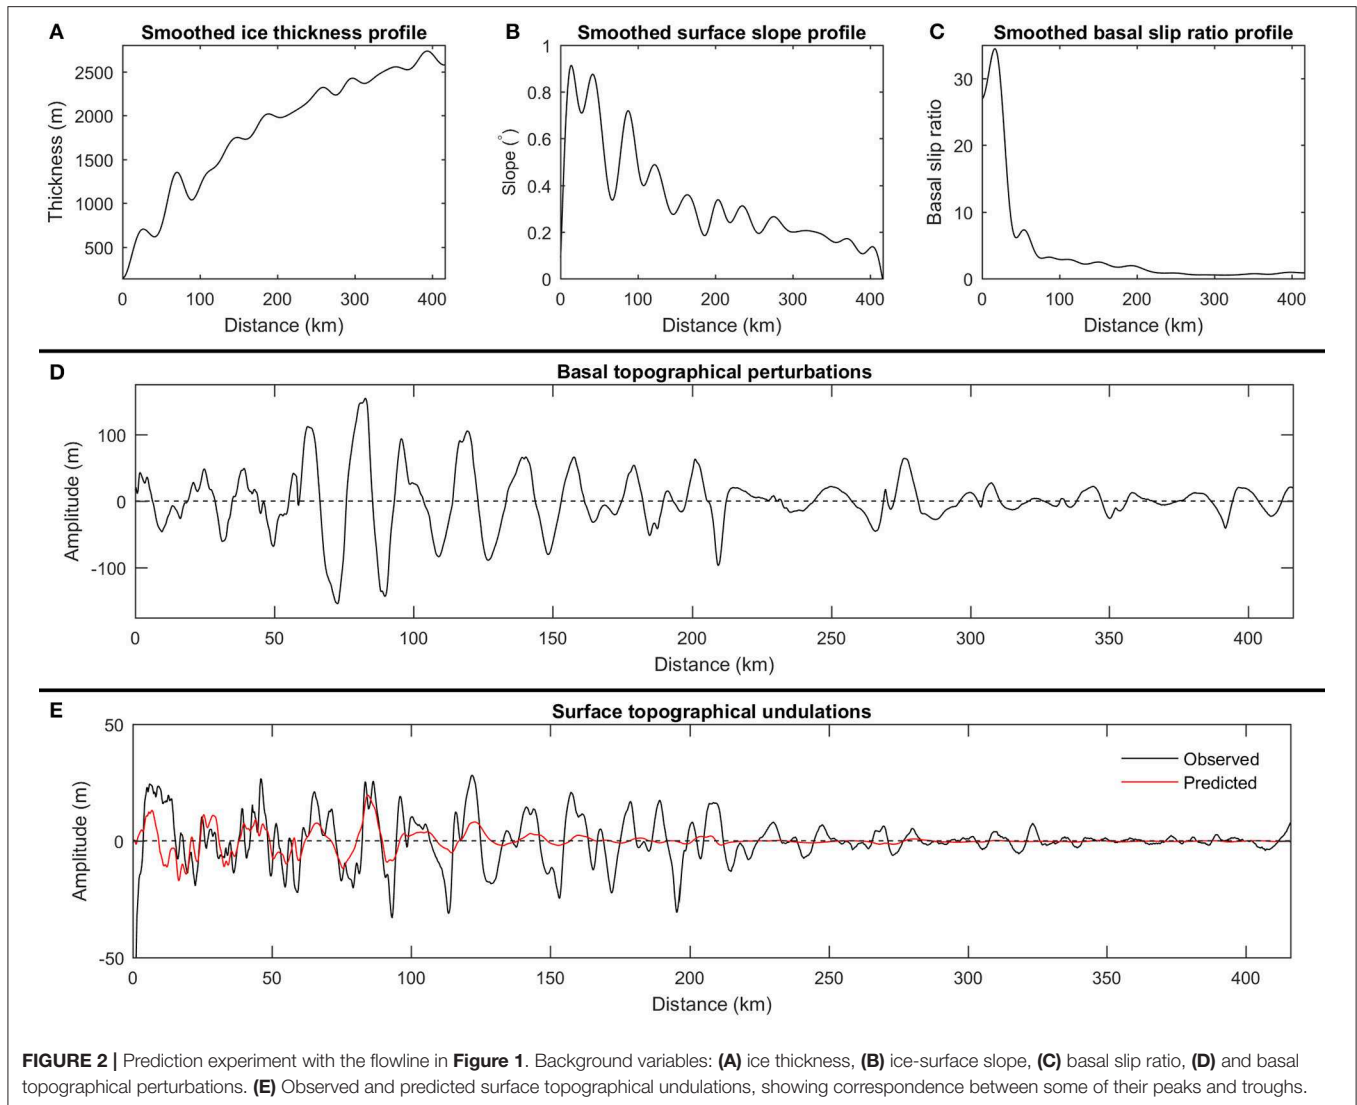 A Smoothed ice thickness profile
Thickness (m)
2500
2000
1500
1000
500
0 100 200 300 400
Distance (km)
B Smoothed surface slope profile
Slope (°)
1
0.8
0.6
0.4
0.2
0
0 100 200 300 400
Distance (km)
C Smoothed basal slip ratio profile
Basal slip ratio
30
20
10
0
0 100 200 300 400
Distance (km)
D Basal topographical perturbations
Amplitude (m)
100
0
-100
0 50 100 150 200 250 300 350 400
Distance (km)
E Surface topographical undulations
Amplitude (m)
50
0
-50
Observed
Predicted
0 50 100 150 200 250 300 350 400
Distance (km)
FIGURE 2 | Prediction experiment with the flowline in Figure 1. Background variables: (A) ice thickness, (B) ice-surface slope, (C) basal slip ratio, (D) and basal
topographical perturbations. (E) Observed and predicted surface topographical undulations, showing correspondence between some of their peaks and troughs.